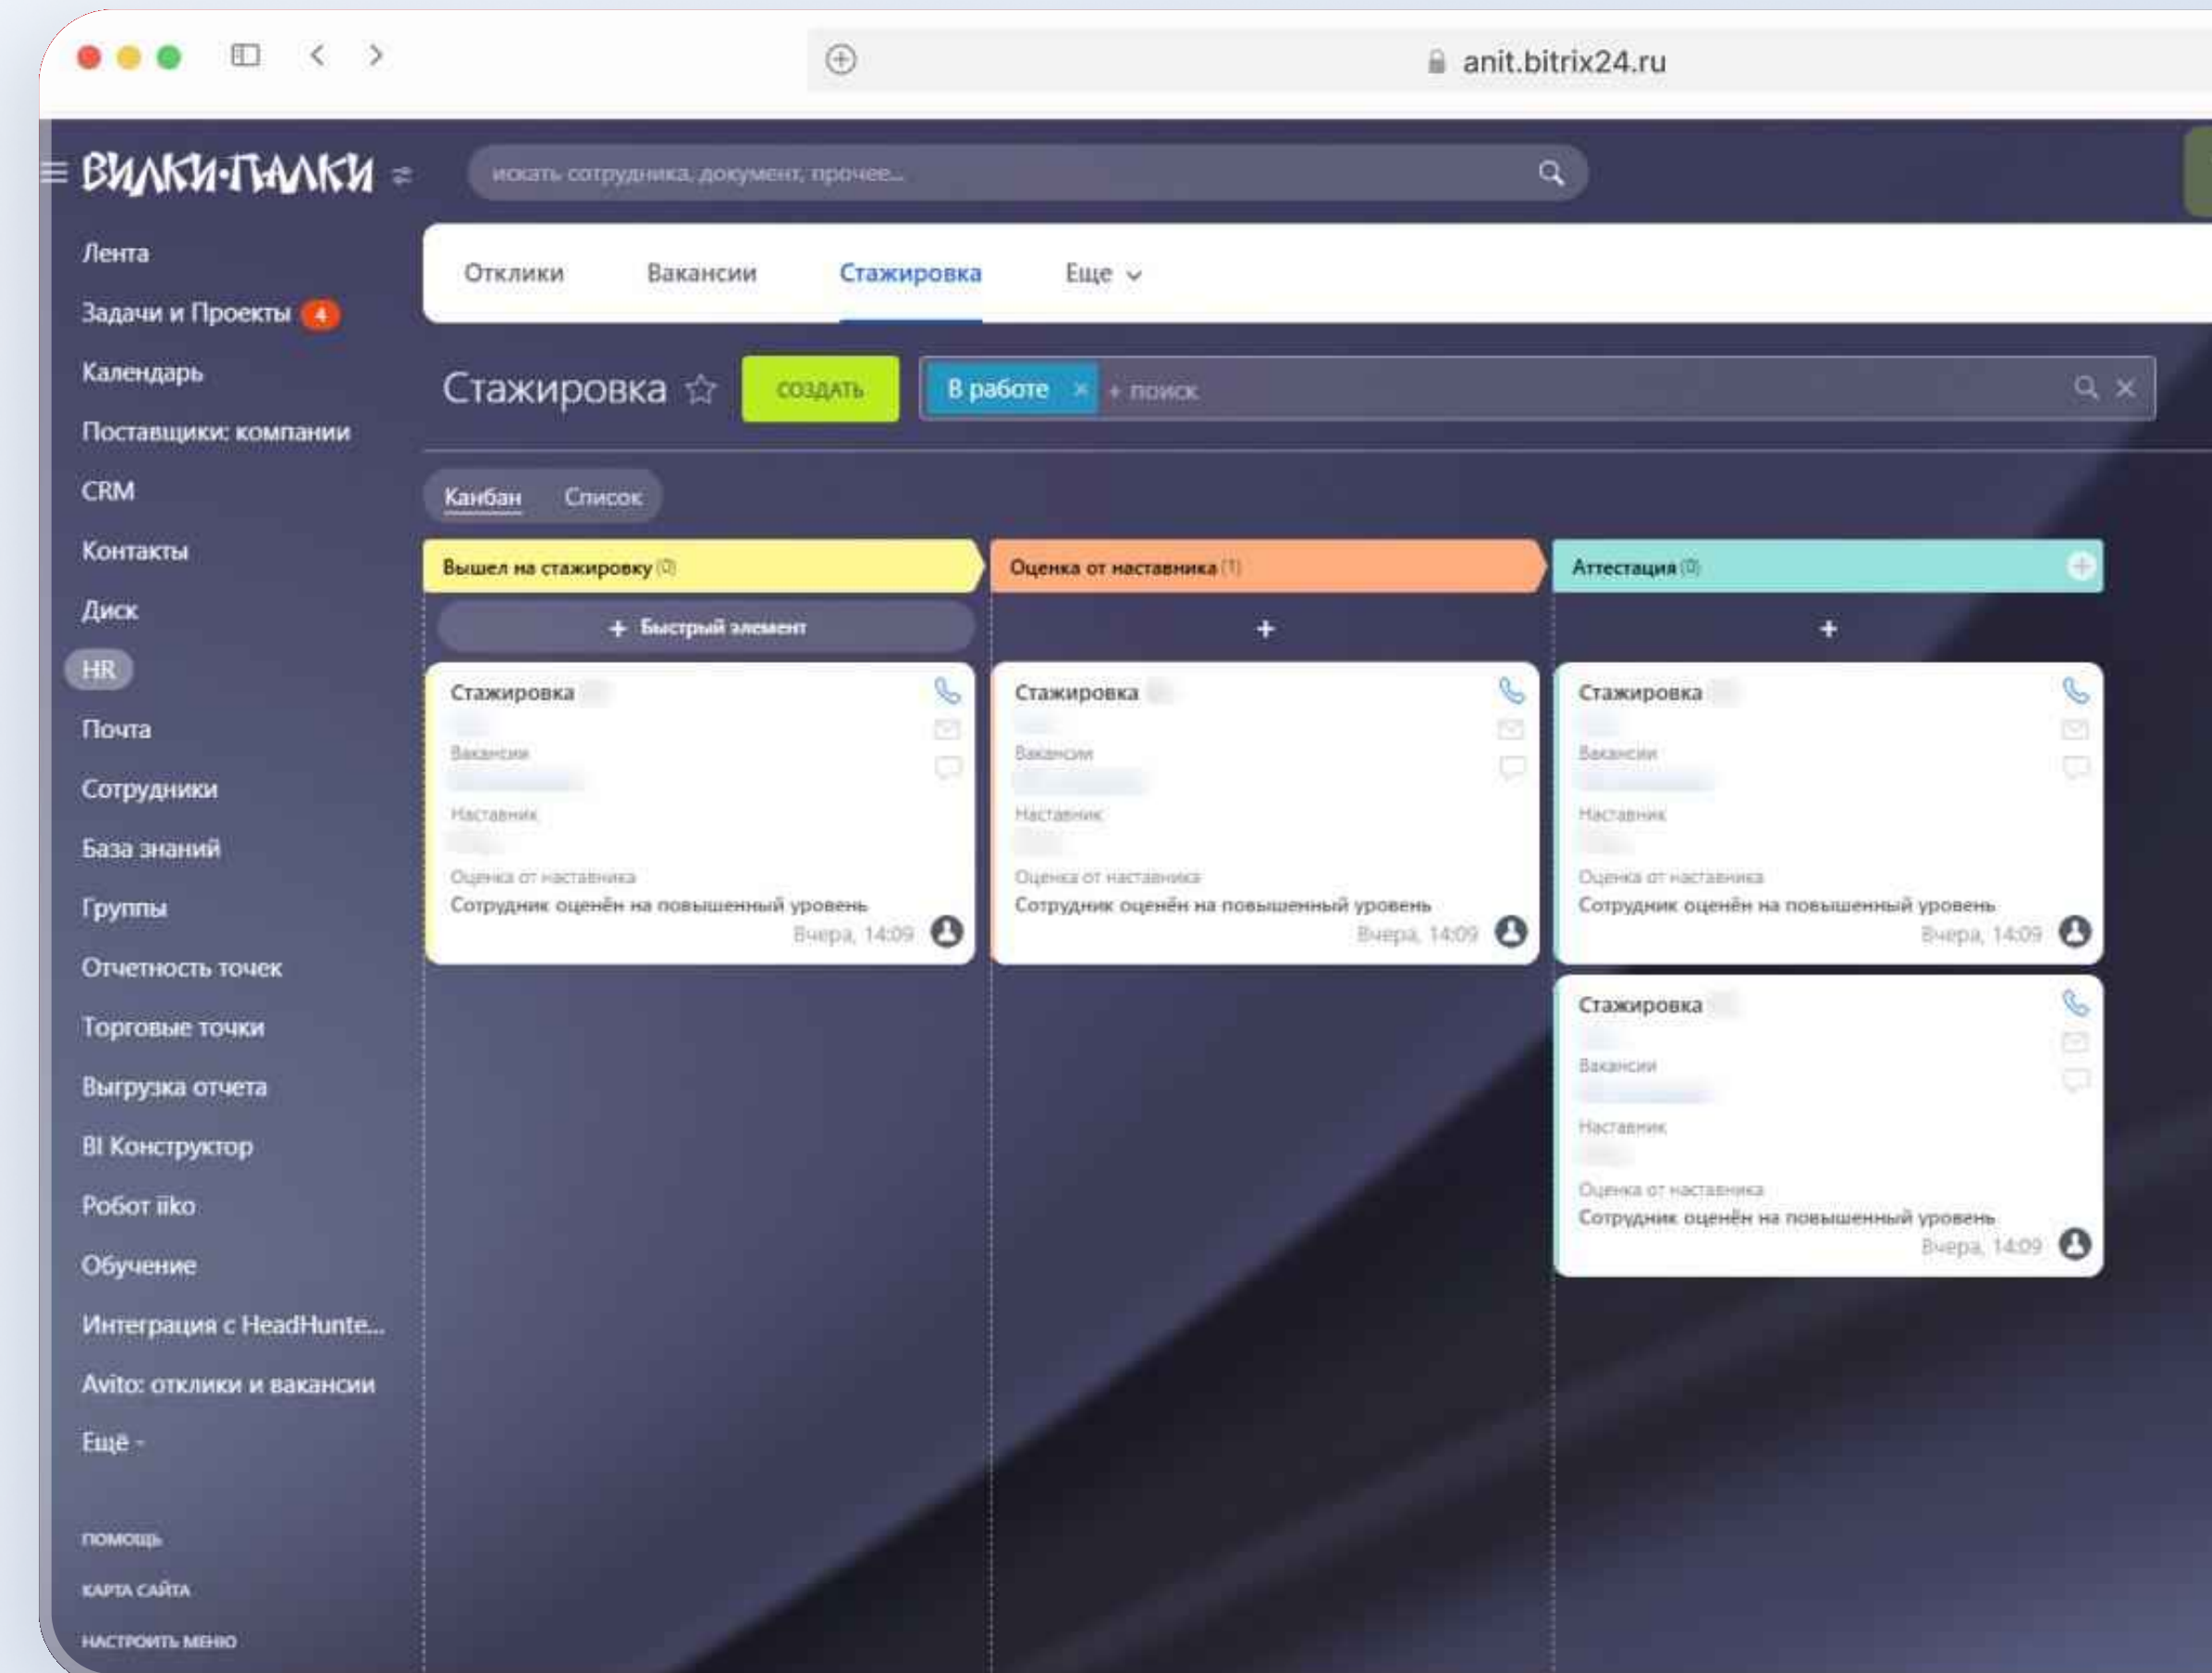 anit.bitrix24.ru
ВИЛКИ·ПАЛКИ
искать сотрудника, документ, прочее...
Лента
Задачи и Проекты 4
Календарь
Поставщики: компании
CRM
Контакты
Диск
HR
Почта
Сотрудники
База знаний
Группы
Отчетность точек
Торговые точки
Выгрузка отчета
BI Конструктор
Робот iiko
Обучение
Интеграция с HeadHunte...
Avito: отклики и вакансии
Ещё -
ПОМОЩЬ
КАРТА САЙТА
НАСТРОИТЬ МЕНЮ
Отклики Вакансии Стажировка Еще
Стажировка СОЗДАТЬ В работе × + поиск
Канбан Список
Вышел на стажировку (0)
+ Быстрый элемент
Стажировка
Вакансии
Наставник
Оценка от наставника
Сотрудник оценён на повышенный уровень
Вчера, 14:09
Оценка от наставника (1)
+
Стажировка
Вакансии
Наставник
Оценка от наставника
Сотрудник оценён на повышенный уровень
Вчера, 14:09
Аттестация (0)
+
Стажировка
Вакансии
Наставник
Оценка от наставника
Сотрудник оценён на повышенный уровень
Вчера, 14:09
Стажировка
Вакансии
Наставник
Оценка от наставника
Сотрудник оценён на повышенный уровень
Вчера, 14:09